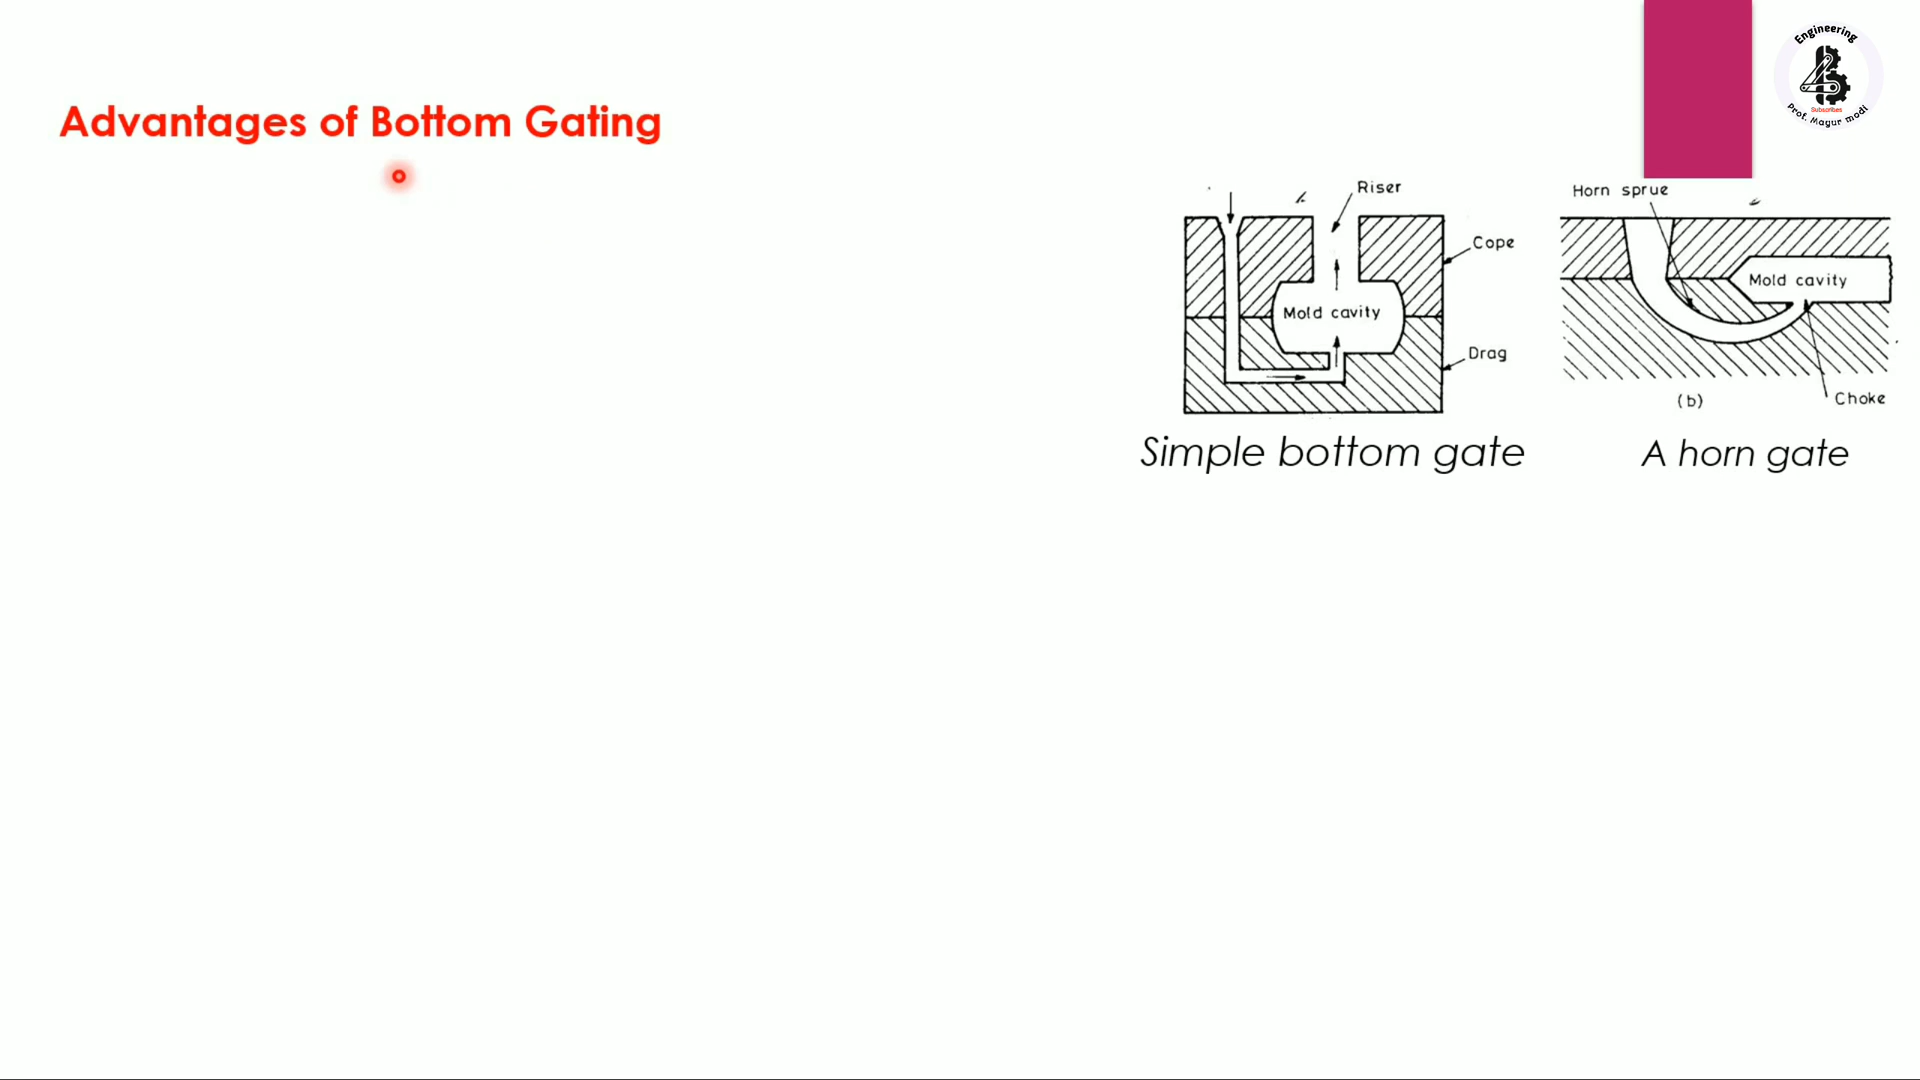 Engineering
Subscribes
Prof. Mayur modi
Advantages of Bottom Gating
Riser
Cope
Mold cavity
Drag
Simple bottom gate
Horn sprue
Mold cavity
(b)
Choke
A horn gate